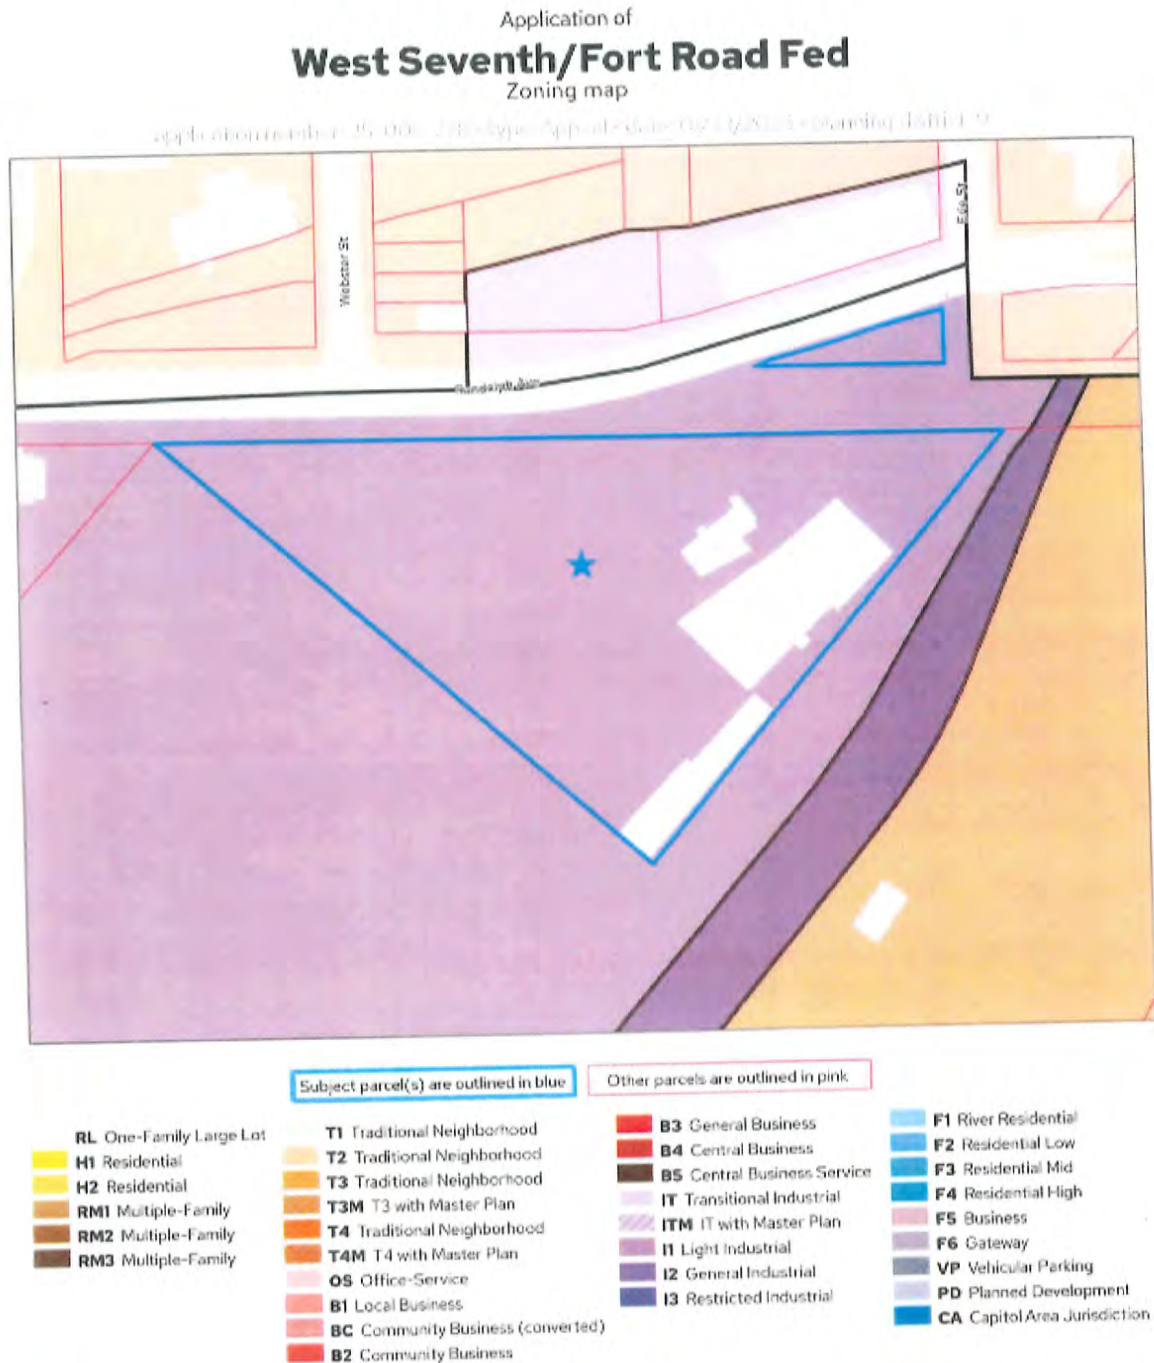 Application of
West Seventh/Fort Road Fed
Zoning map
Webster St
Erie St
Randolph Ave
Subject parcel(s) are outlined in blue
Other parcels are outlined in pink
RL One-Family Large Lot
H1 Residential
H2 Residential
RM1 Multiple-Family
RM2 Multiple-Family
RM3 Multiple-Family
T1 Traditional Neighborhood
T2 Traditional Neighborhood
T3 Traditional Neighborhood
T3M T3 with Master Plan
T4 Traditional Neighborhood
T4M T4 with Master Plan
OS Office-Service
B1 Local Business
BC Community Business (converted)
B2 Community Business
B3 General Business
B4 Central Business
B5 Central Business Service
IT Transitional Industrial
ITM IT with Master Plan
I1 Light Industrial
I2 General Industrial
I3 Restricted Industrial
F1 River Residential
F2 Residential Low
F3 Residential Mid
F4 Residential High
F5 Business
F6 Gateway
VP Vehicular Parking
PD Planned Development
CA Capitol Area Jurisdiction